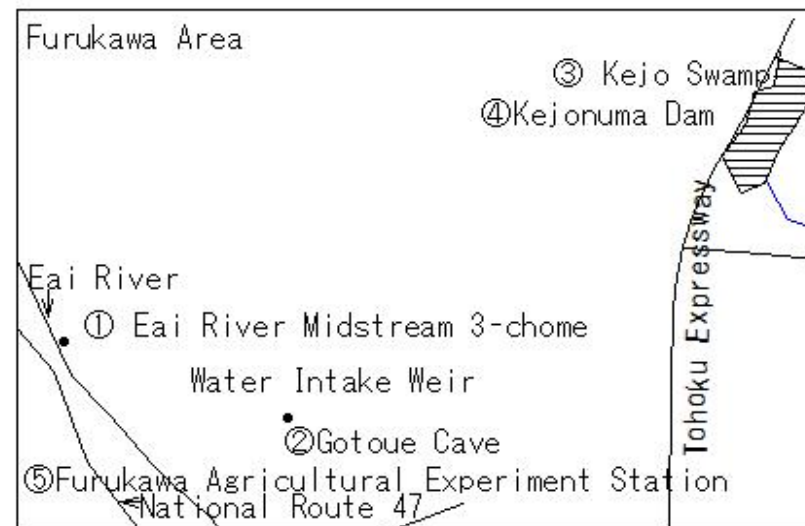 Furukawa Area
③ Kejo Swamp
④Kejonuma Dam
Tohoku Expressway
Eai River
① Eai River Midstream 3-chome
Water Intake Weir
②Gotoue Cave
⑤Furukawa Agricultural Experiment Station
National Route 47